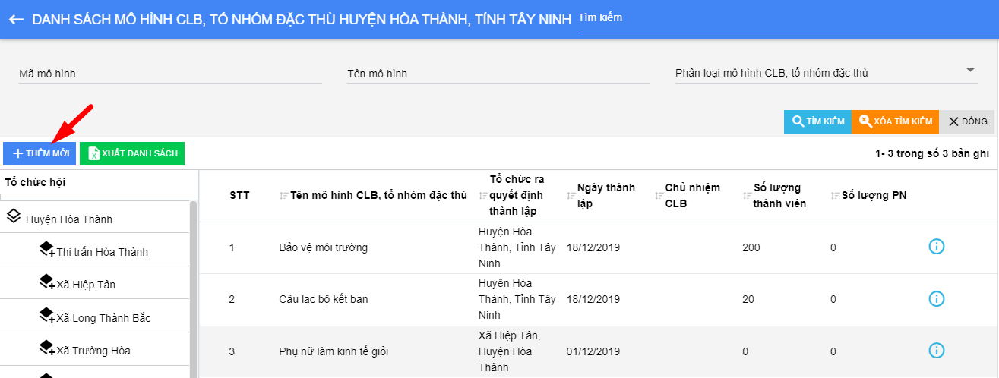 DANH SÁCH MÔ HÌNH CLB, TỔ NHÓM ĐẶC THÙ HUYỆN HÒA THÀNH, TỈNH TÂY NINH
Tìm kiếm
Mã mô hình
Tên mô hình
Phân loại mô hình CLB, tổ nhóm đặc thù
TÌM KIẾM
XÓA TÌM KIẾM
ĐÓNG
THÊM MỚI
XUẤT DANH SÁCH
1- 3 trong số 3 bản ghi
Tổ chức hội
Huyện Hòa Thành
Thị trấn Hòa Thành
Xã Hiệp Tân
Xã Long Thành Bắc
Xã Trường Hòa
STT
Tên mô hình CLB, tổ nhóm đặc thù
Tổ chức ra
quyết định
thành lập
Ngày thành
lập
Chủ nhiệm
CLB
Số lượng
thành viên
Số lượng PN
1
Bảo vệ môi trường
Huyện Hòa
Thành, Tỉnh Tây
Ninh
18/12/2019
200
0
2
Câu lạc bộ kết bạn
Huyện Hòa
Thành, Tỉnh Tây
Ninh
18/12/2019
20
0
3
Phụ nữ làm kinh tế giỏi
Xã Hiệp Tân,
Huyện Hòa
Thành
01/12/2019
0
0